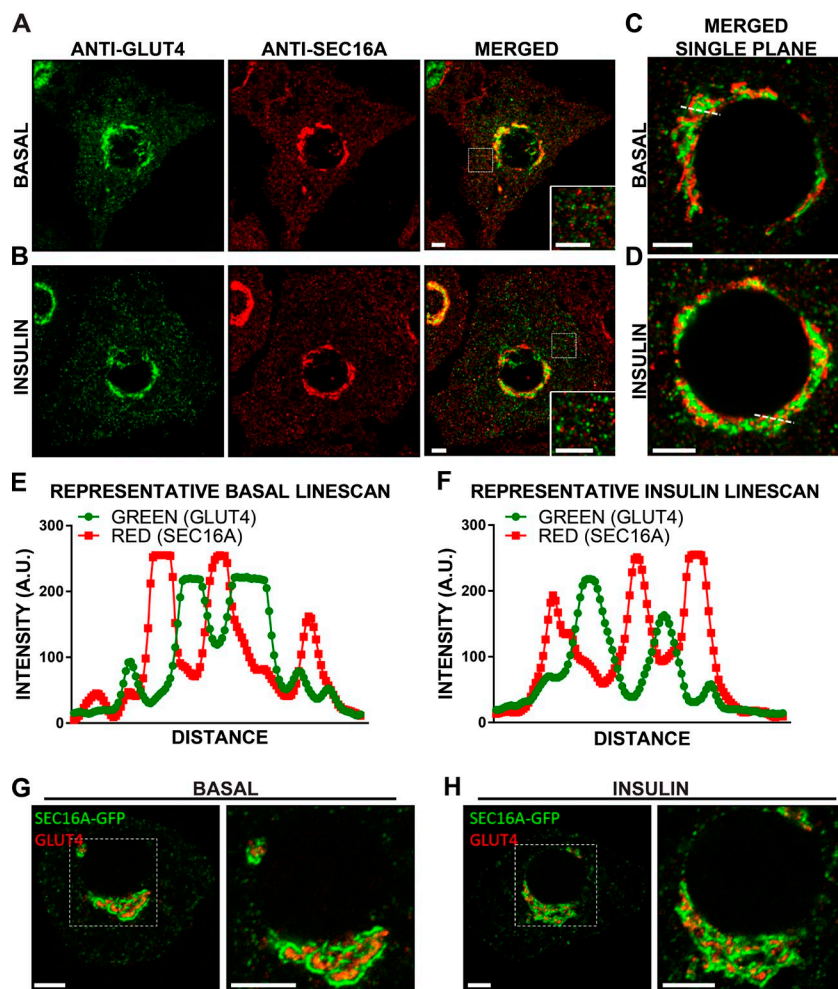 A
ANTI-GLUT4 ANTI-SEC16A MERGED
BASAL
B
INSULIN
C
MERGED
SINGLE PLANE
BASAL
D
INSULIN
E
REPRESENTATIVE BASAL LINESCAN
GREEN (GLUT4)
RED (SEC16A)
INTENSITY (A.U.)
300
200
100
0
DISTANCE
F
REPRESENTATIVE INSULIN LINESCAN
GREEN (GLUT4)
RED (SEC16A)
INTENSITY (A.U.)
300
200
100
0
DISTANCE
G
BASAL
SEC16A-GFP
GLUT4
H
INSULIN
SEC16A-GFP
GLUT4